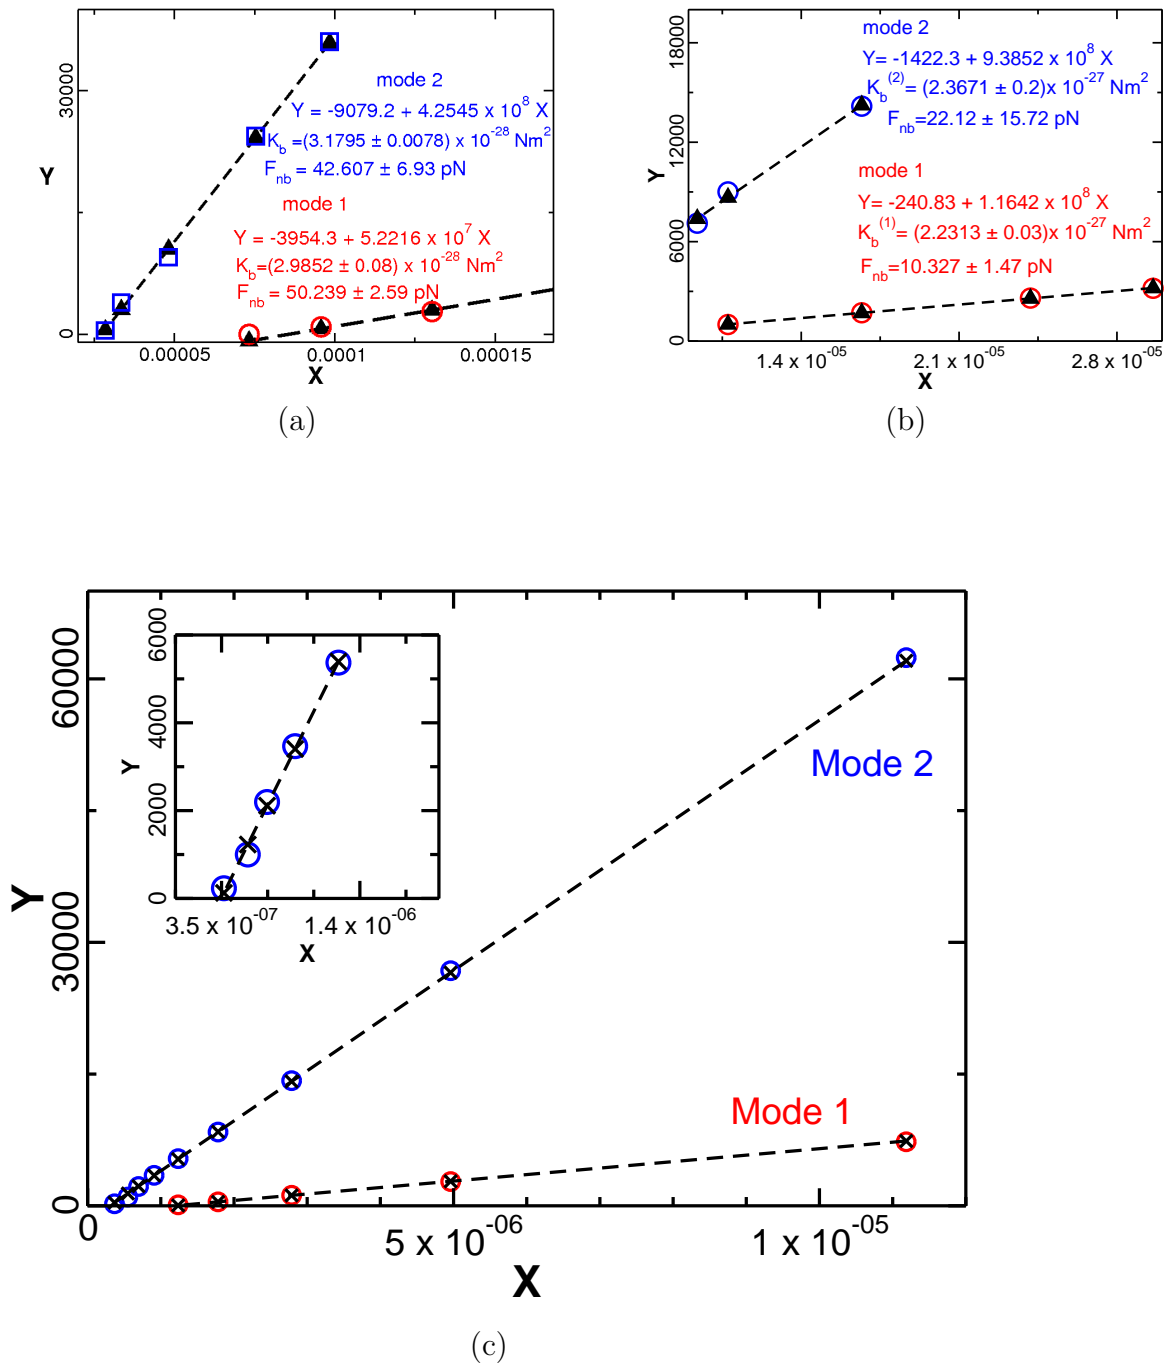 30000
0
Y
mode 2
Y = -9079.2 + 4.2545 x 10^8 X
K_b =(3.1795 ± 0.0078) x 10^-28 Nm^2
F_nb = 42.607 ± 6.93 pN
mode 1
Y = -3954.3 + 5.2216 x 10^7 X
K_b=(2.9852 ± 0.08) x 10^-28 Nm^2
F_nb = 50.239 ± 2.59 pN
0.00005 0.0001 0.00015
X
(a)
18000
12000
6000
0
Y
mode 2
Y= -1422.3 + 9.3852 x 10^8 X
K_b^(2)= (2.3671 ± 0.2)x 10^-27 Nm^2
F_nb=22.12 ± 15.72 pN
mode 1
Y= -240.83 + 1.1642 x 10^8 X
K_b^(1)= (2.2313 ± 0.03)x 10^-27 Nm^2
F_nb=10.327 ± 1.47 pN
1.4 x 10^-05 2.1 x 10^-05 2.8 x 10^-05
X
(b)
60000
30000
0
Y
6000
4000
2000
0
Y
3.5 x 10^-07 1.4 x 10^-06
X
Mode 2
Mode 1
0 5 x 10^-06 1 x 10^-05
X
(c)